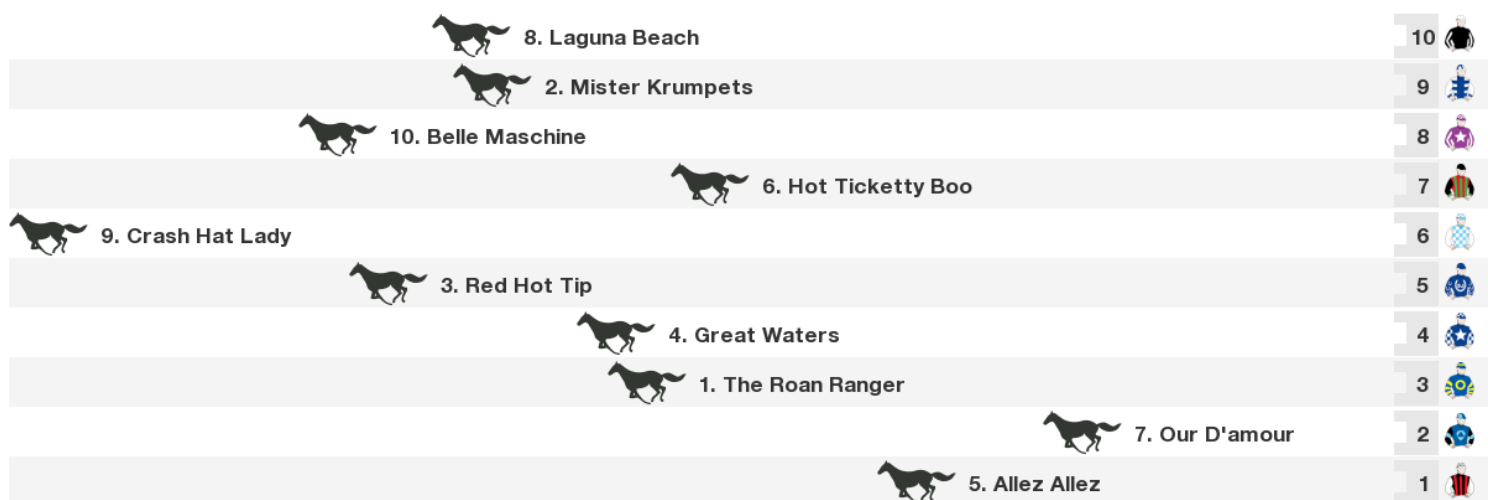 8. Laguna Beach 10
2. Mister Krumpets 9
10. Belle Maschine 8
6. Hot Ticketty Boo 7
9. Crash Hat Lady 6
3. Red Hot Tip 5
4. Great Waters 4
1. The Roan Ranger 3
7. Our D'amour 2
5. Allez Allez 1